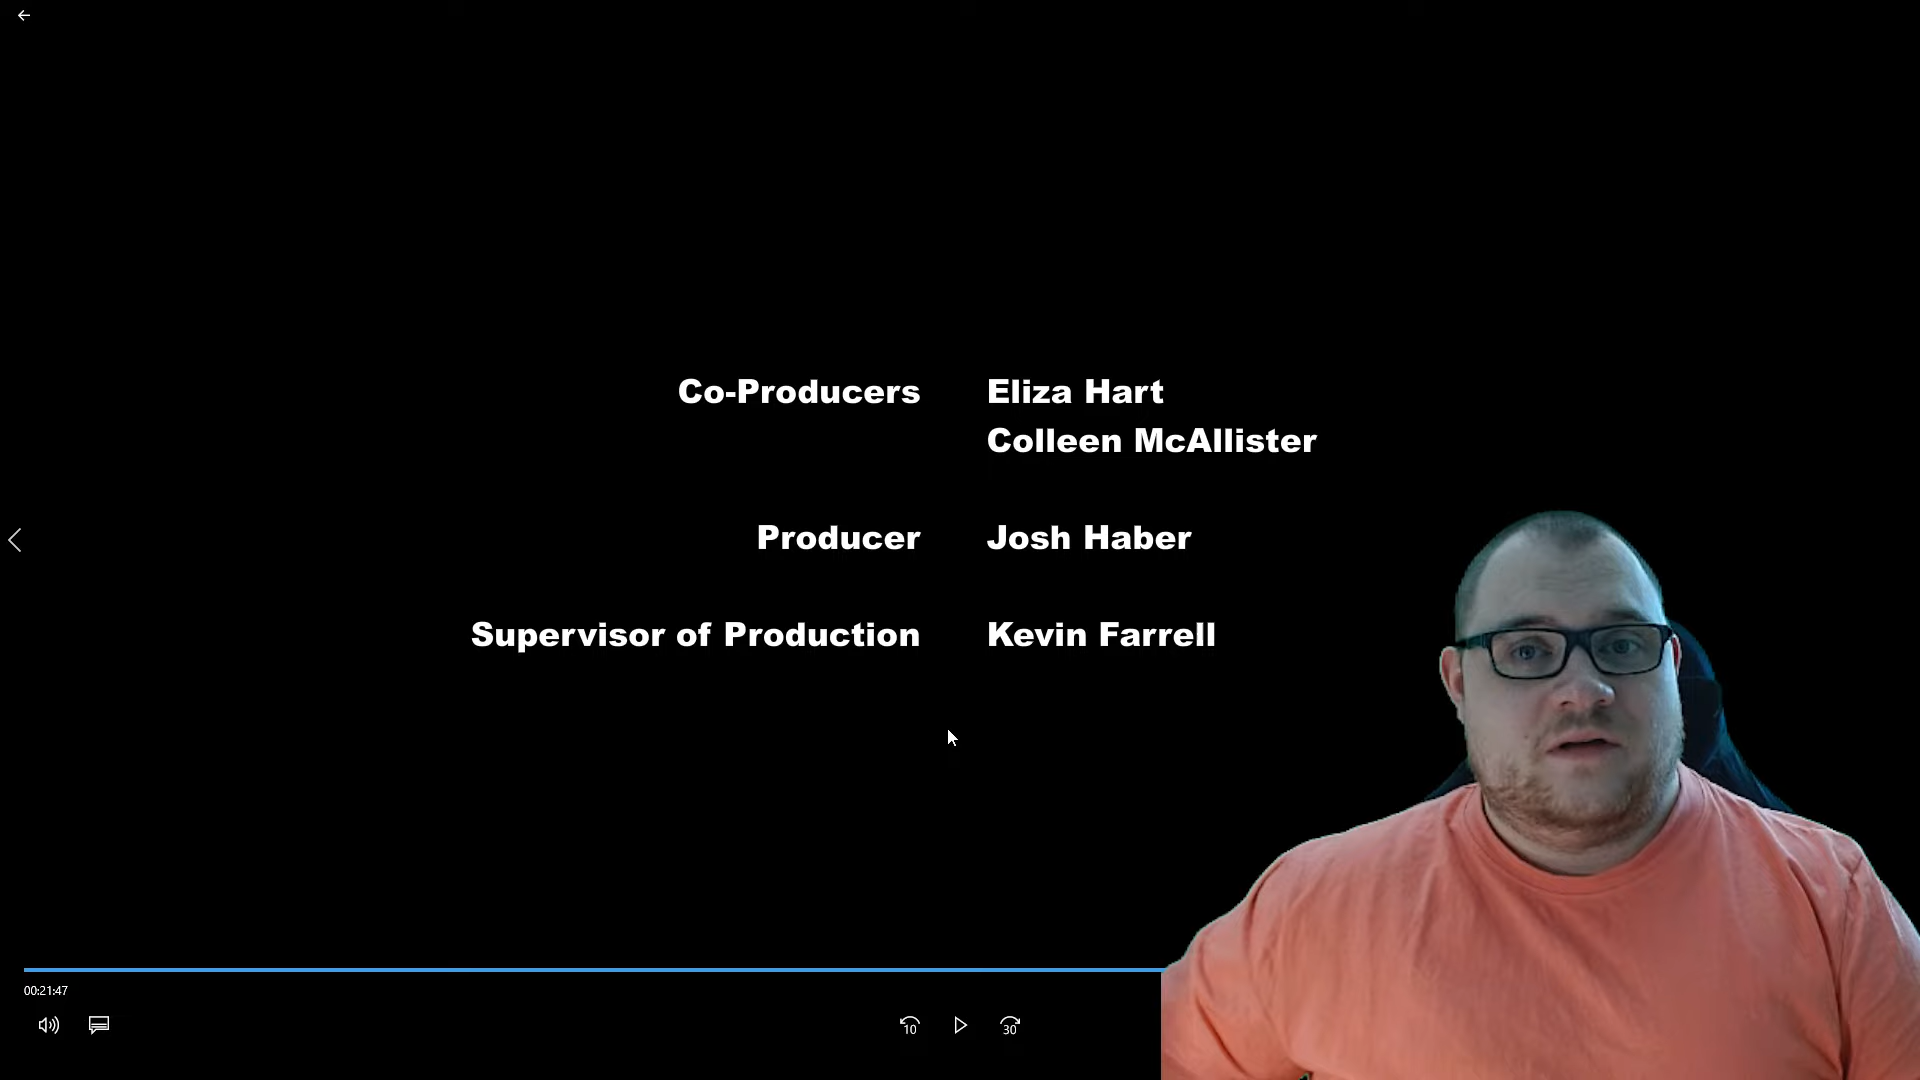 Co-Producers Eliza Hart
Colleen McAllister
Producer Josh Haber
Supervisor of Production Kevin Farrell
00:21:47
10 30